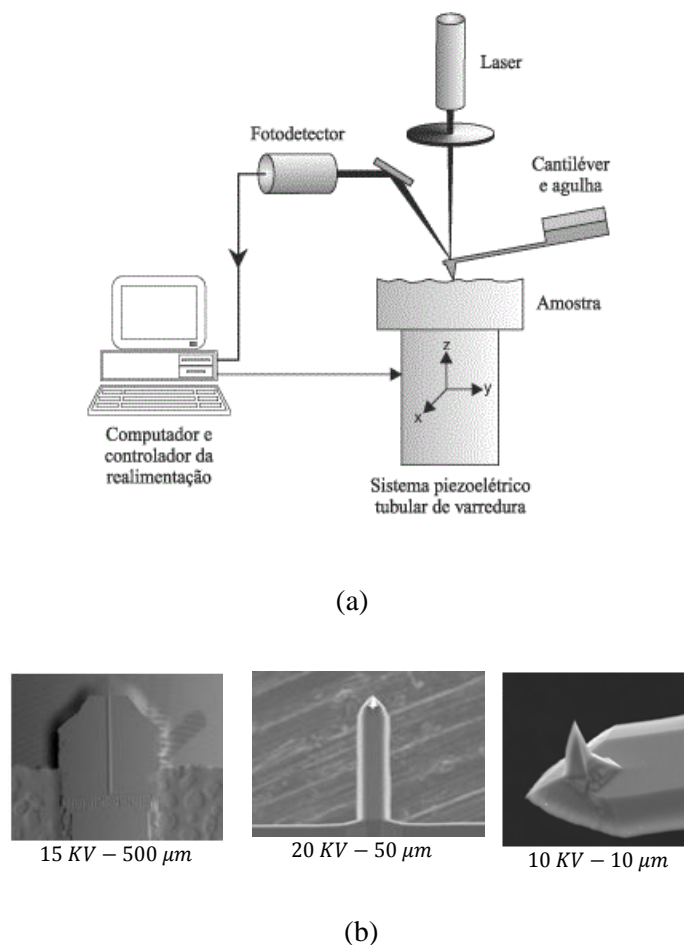 Laser
Fotodetector
Cantiléver
e agulha
Amostra
z
y
x
Computador e
controlador da
realimentação
Sistema piezoelétrico
tubular de varredura
(a)
15 KV − 500 μm
20 KV − 50 μm
10 KV − 10 μm
(b)